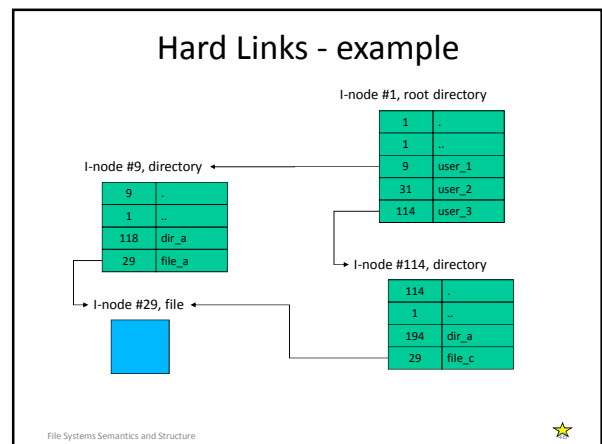 Hard Links - example
I-node #1, root directory
1 .
1 ..
9 user_1
31 user_2
114 user_3
I-node #9, directory
9 .
1 ..
118 dir_a
29 file_a
I-node #114, directory
114 .
1 ..
194 dir_a
29 file_c
I-node #29, file
File Systems Semantics and Structure